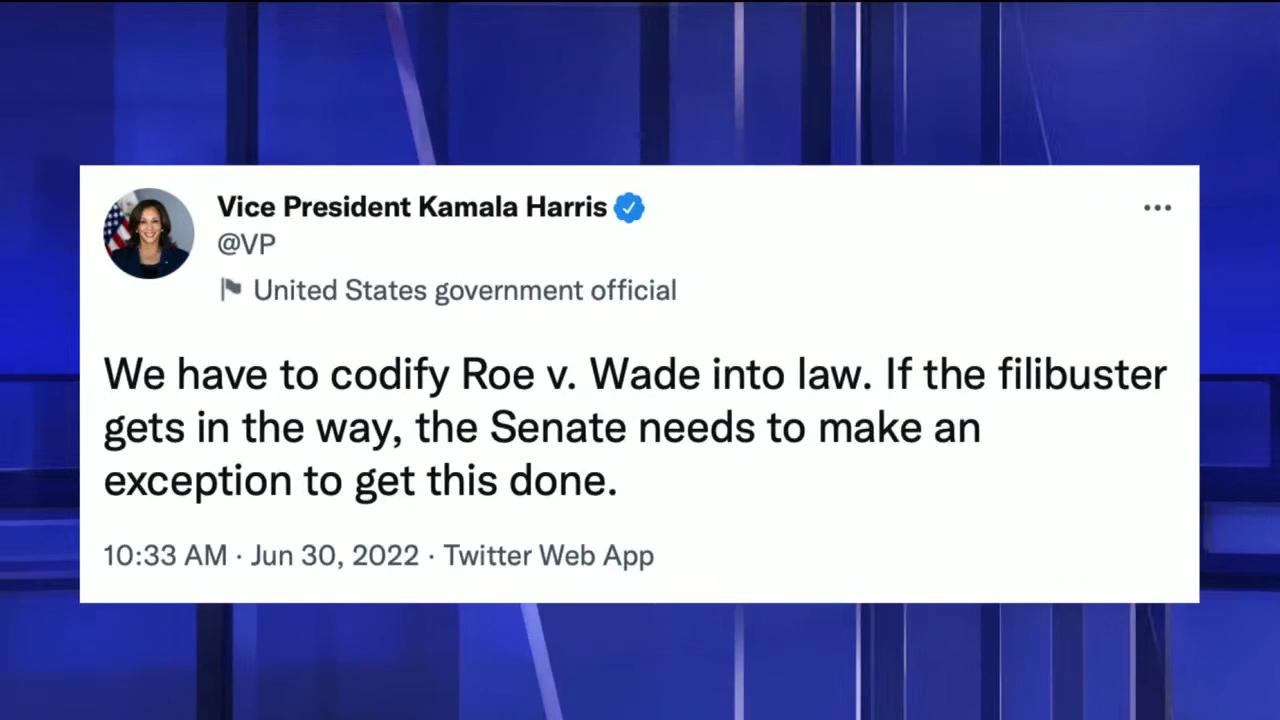 Vice President Kamala Harris
@VP
United States government official
We have to codify Roe v. Wade into law. If the filibuster
gets in the way, the Senate needs to make an
exception to get this done.
10:33 AM · Jun 30, 2022 · Twitter Web App